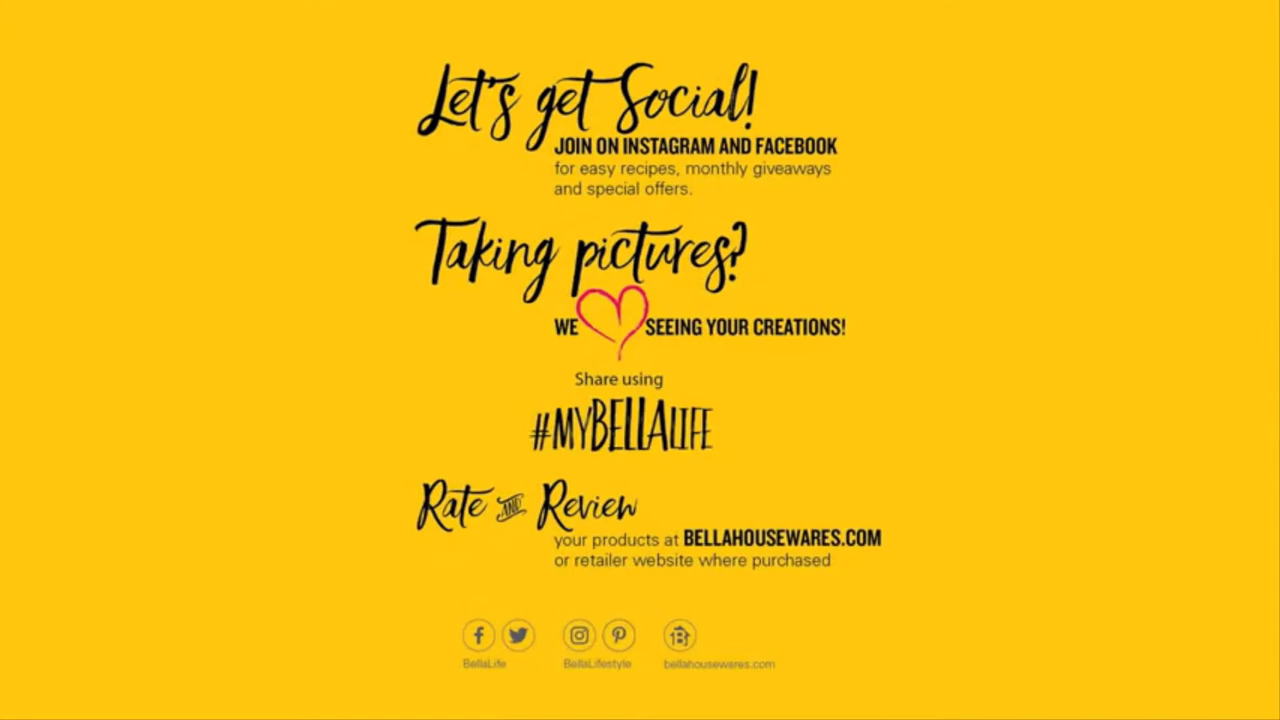 Let's get Social!
JOIN ON INSTAGRAM AND FACEBOOK
for easy recipes, monthly giveaways
and special offers.
Taking pictures?
WE SEEING YOUR CREATIONS!
Share using
#MYBELLALIFE
Rate AND Review
your products at BELLAHOUSEWARES.COM
or retailer website where purchased
BellaLife BellaLifestyle bellahousewares.com